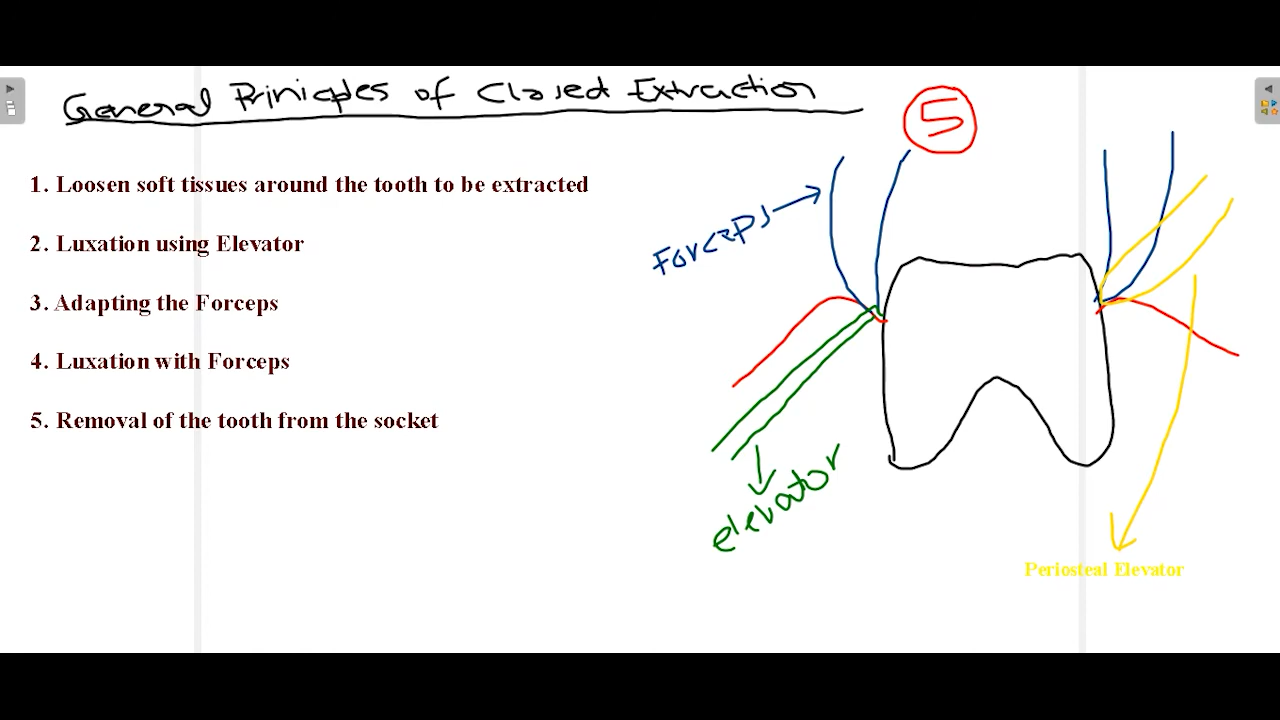 General Priniciples of Closed Extraction
5
1. Loosen soft tissues around the tooth to be extracted
2. Luxation using Elevator
3. Adapting the Forceps
4. Luxation with Forceps
5. Removal of the tooth from the socket
Forceps
elevator
Periosteal Elevator